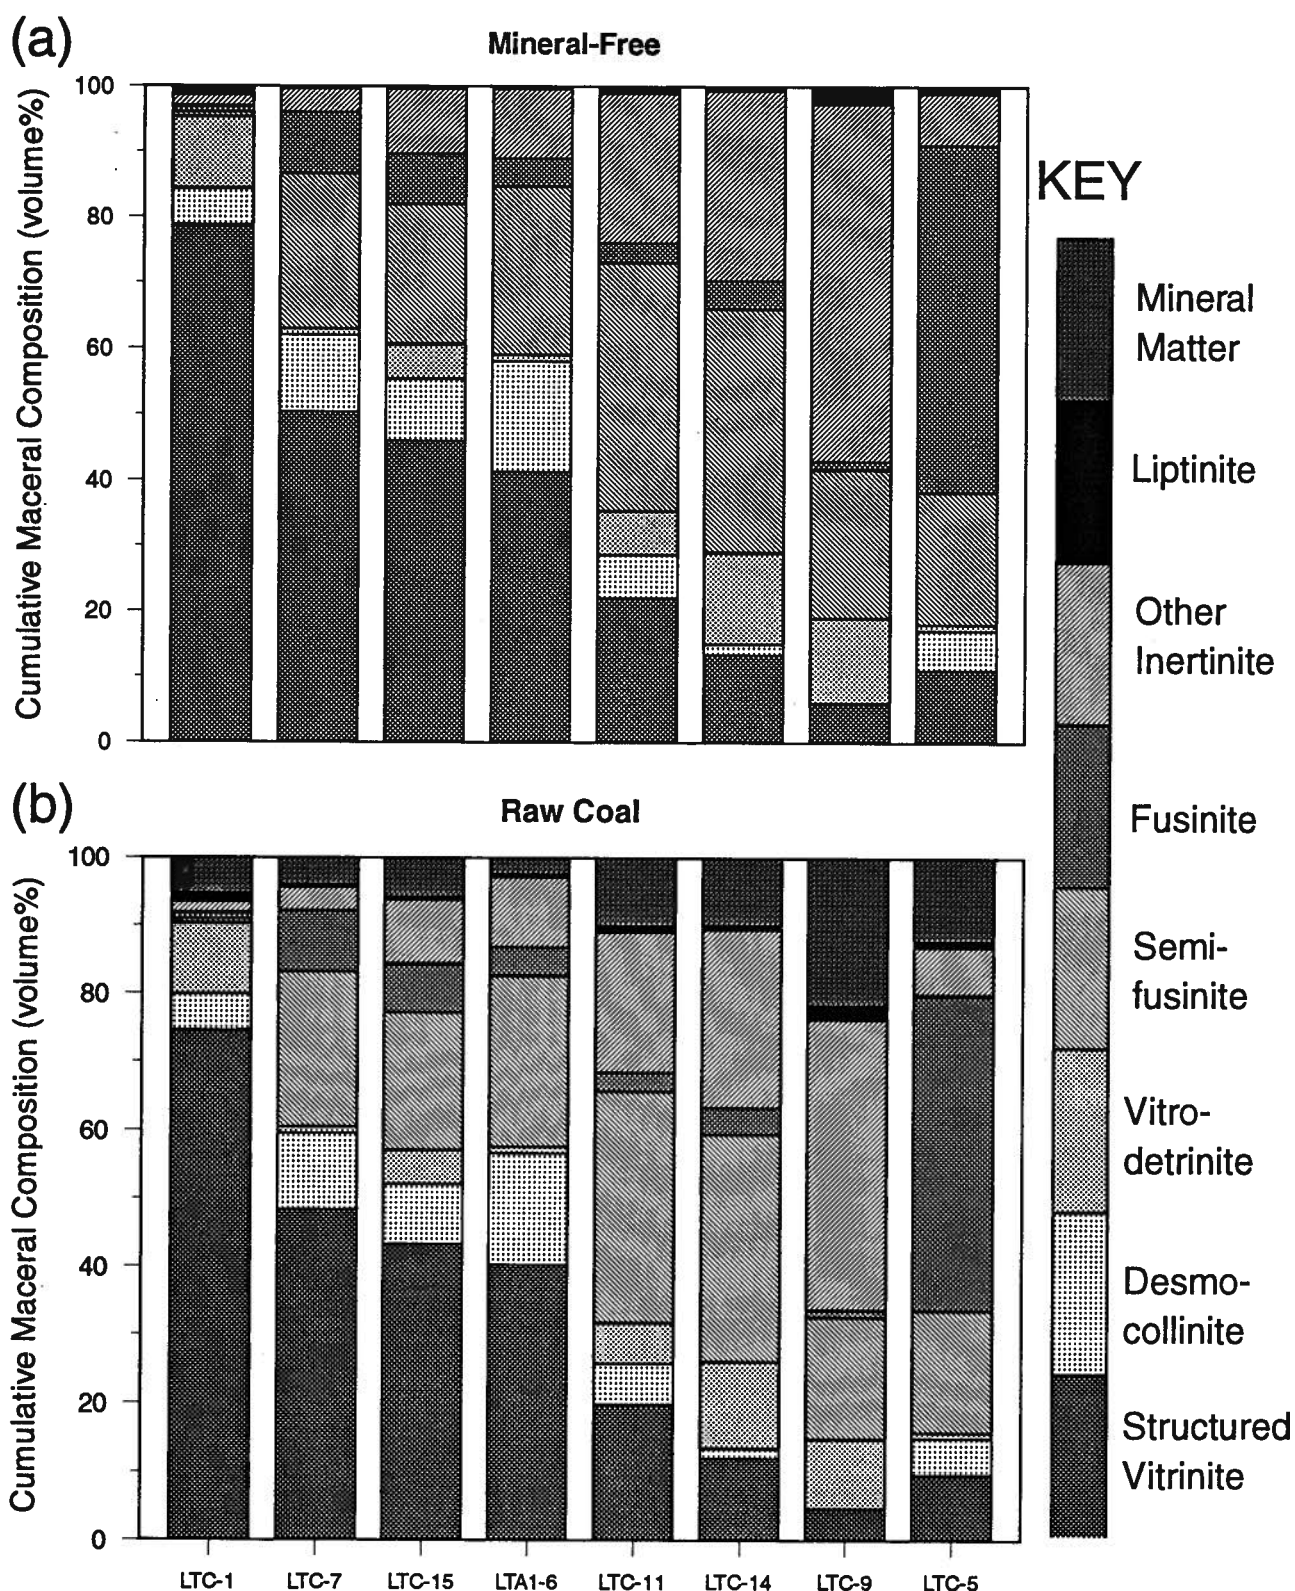 (a)
Mineral-Free
Cumulative Maceral Composition (volume%)
100
80
60
40
20
0
KEY
Mineral
Matter
Liptinite
Other
Inertinite
Fusinite
Semi-
fusinite
Vitro-
detrinite
Desmo-
collinite
Structured
Vitrinite
(b)
Raw Coal
Cumulative Maceral Composition (volume%)
100
80
60
40
20
0
LTC-1 LTC-7 LTC-15 LTA1-6 LTC-11 LTC-14 LTC-9 LTC-5